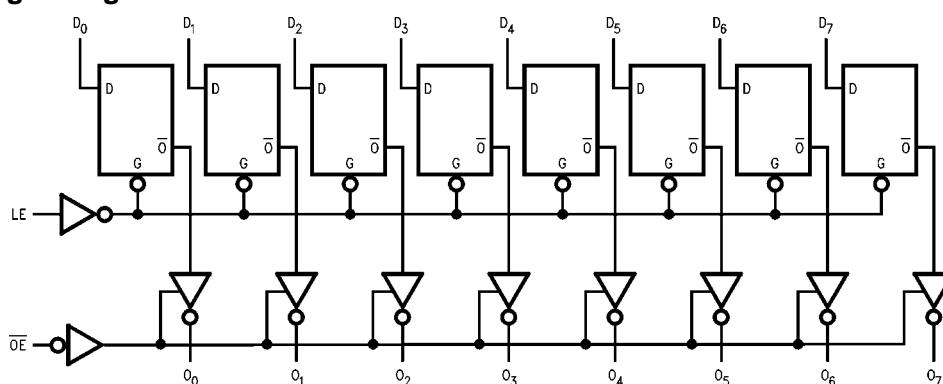 D₀ D₁ D₂ D₃ D₄ D₅ D₆ D₇
D D D D D D D D
O̅ O̅ O̅ O̅ O̅ O̅ O̅ O̅
G G G G G G G G
LE
O̅E̅
O₀ O₁ O₂ O₃ O₄ O₅ O₆ O₇